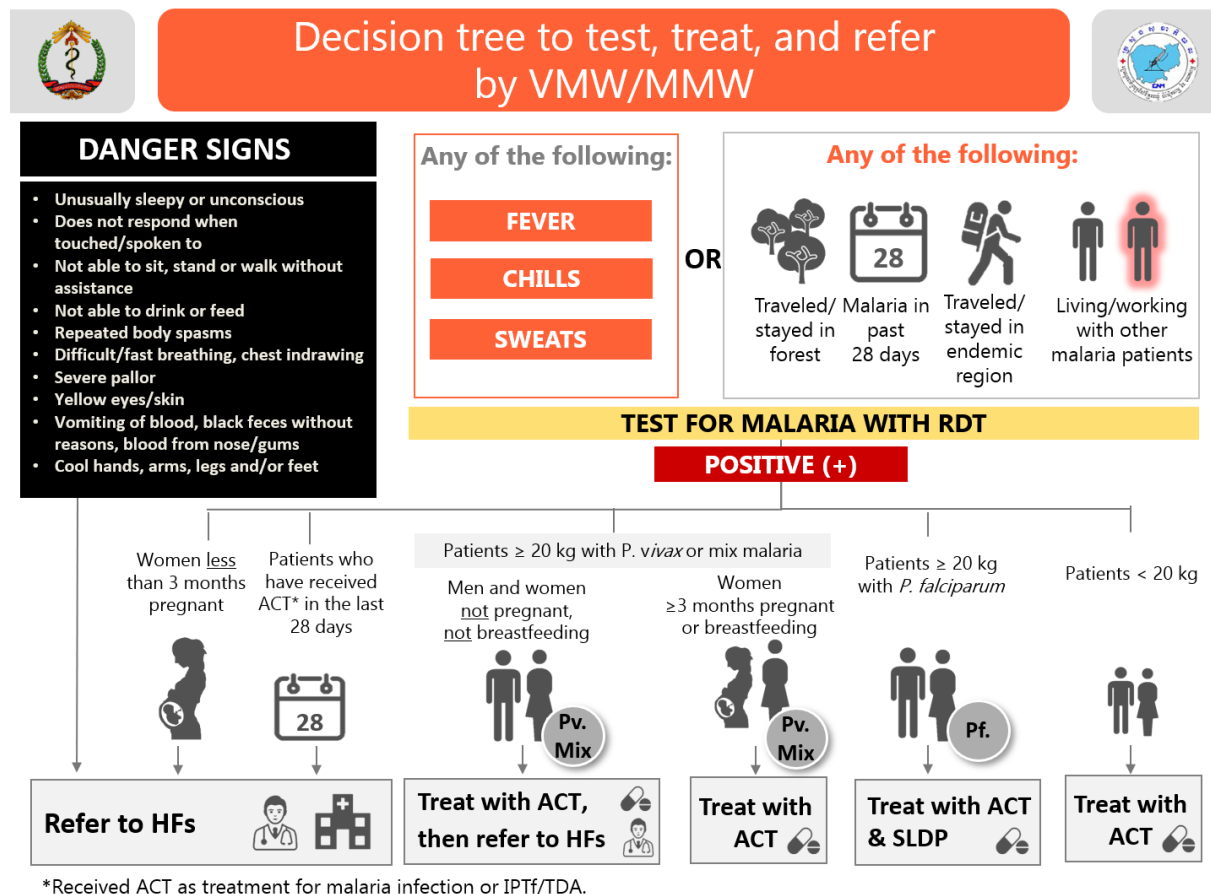 Decision tree to test, treat, and refer
by VMW/MMW
DANGER SIGNS
• Unusually sleepy or unconscious
• Does not respond when
touched/spoken to
• Not able to sit, stand or walk without
assistance
• Not able to drink or feed
• Repeated body spasms
• Difficult/fast breathing, chest indrawing
• Severe pallor
• Yellow eyes/skin
• Vomiting of blood, black feces without
reasons, blood from nose/gums
• Cool hands, arms, legs and/or feet
Any of the following:
FEVER
CHILLS
SWEATS
OR
Any of the following:
28
Traveled/
stayed in
forest
Malaria in
past
28 days
Traveled/
stayed in
endemic
region
Living/working
with other
malaria patients
TEST FOR MALARIA WITH RDT
POSITIVE (+)
Women less
than 3 months
pregnant
Patients who
have received
ACT* in the last
28 days
28
Patients ≥ 20 kg with P. vivax or mix malaria
Men and women
not pregnant,
not breastfeeding
Pv.
Mix
Women
≥3 months pregnant
or breastfeeding
Pv.
Mix
Patients ≥ 20 kg
with P. falciparum
Pf.
Patients < 20 kg
Refer to HFs
Treat with ACT,
then refer to HFs
Treat with
ACT
Treat with ACT
& SLDP
Treat with
ACT
*Received ACT as treatment for malaria infection or IPTf/TDA.